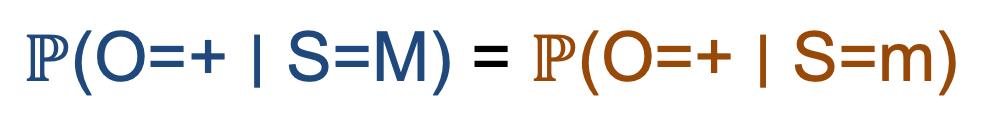 ℙ(O=+ | S=M) = ℙ(O=+ | S=m)